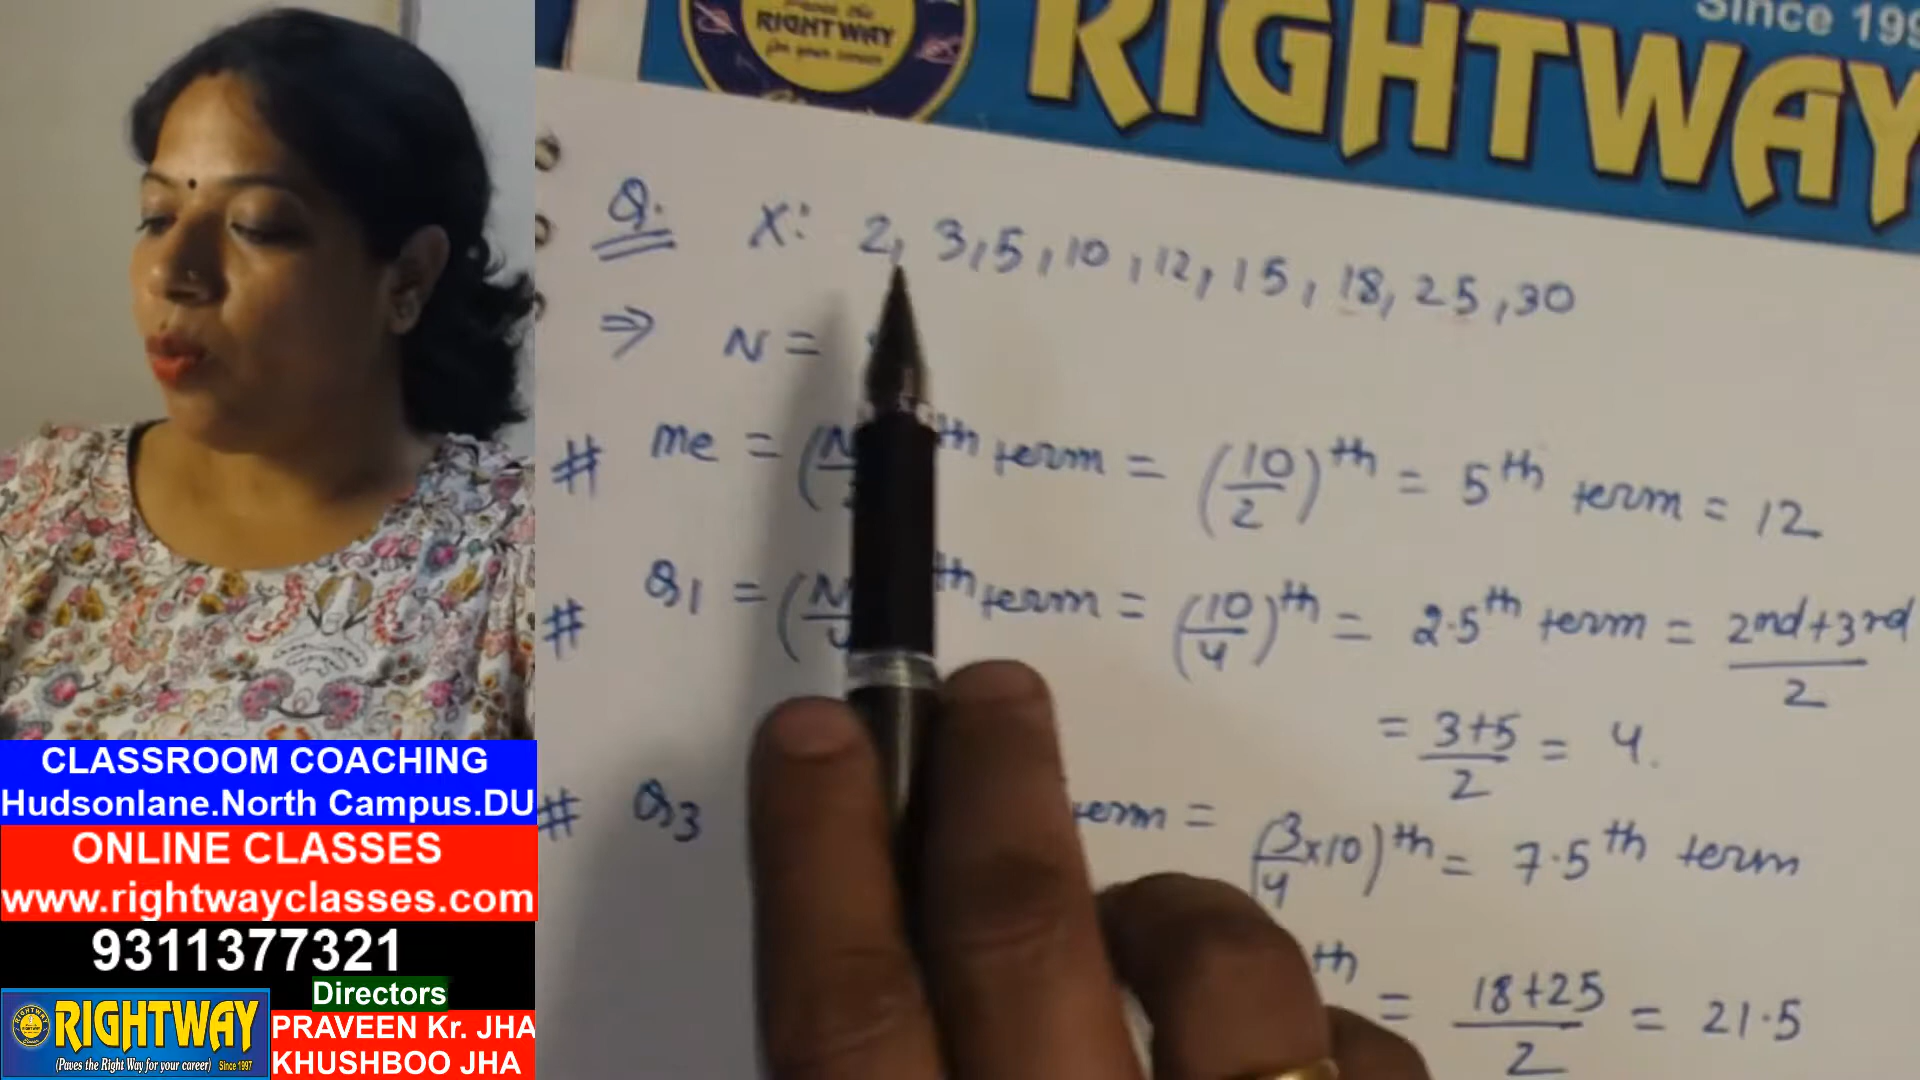 RIGHTWAY
Since 199
RIGHTWAY
Q. X: 2, 3, 5, 10, 12, 15, 18, 25, 30
⇒ N =
# me = (N th term = (10/2)th = 5th term = 12
# Q1 = (N th term = (10/4)th = 2.5th term = 2nd+3rd/2
= 3+5/2 = 4.
# Q3 term = (3/4×10)th = 7.5th term
th = 18+25/2 = 21.5
CLASSROOM COACHING
Hudsonlane.North Campus.DU
ONLINE CLASSES
www.rightwayclasses.com
9311377321
Directors
PRAVEEN Kr. JHA
KHUSHBOO JHA
RIGHTWAY
(Paves the Right Way for your career) Since 1997